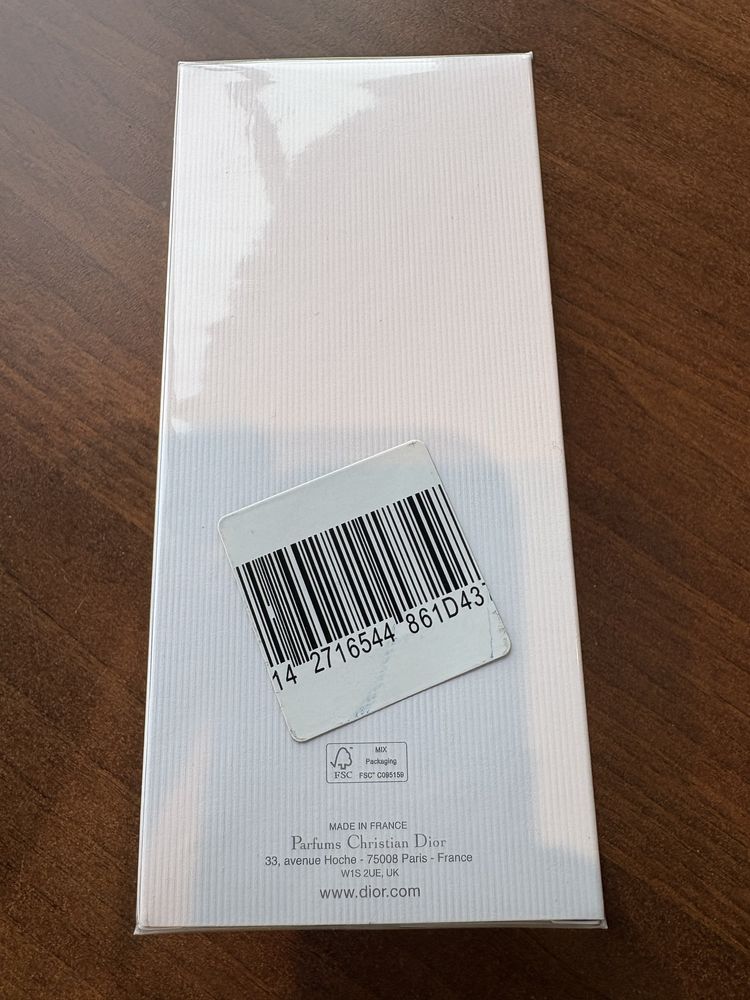 14 2716544 861D437
MIX
Packaging
FSC
FSC® C095159
MADE IN FRANCE
Parfums Christian Dior
33, avenue Hoche - 75008 Paris - France
W1S 2UE, UK
www.dior.com